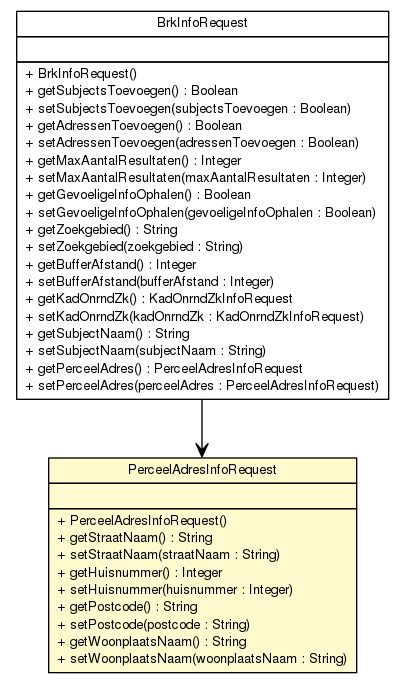 BrkInfoRequest
+ BrkInfoRequest()
+ getSubjectsToevoegen() : Boolean
+ setSubjectsToevoegen(subjectsToevoegen : Boolean)
+ getAdressenToevoegen() : Boolean
+ setAdressenToevoegen(adressenToevoegen : Boolean)
+ getMaxAantalResultaten() : Integer
+ setMaxAantalResultaten(maxAantalResultaten : Integer)
+ getGevoeligeInfoOphalen() : Boolean
+ setGevoeligeInfoOphalen(gevoeligeInfoOphalen : Boolean)
+ getZoekgebied() : String
+ setZoekgebied(zoekgebied : String)
+ getBufferAfstand() : Integer
+ setBufferAfstand(bufferAfstand : Integer)
+ getKadOnrndZk() : KadOnrndZkInfoRequest
+ setKadOnrndZk(kadOnrndZk : KadOnrndZkInfoRequest)
+ getSubjectNaam() : String
+ setSubjectNaam(subjectNaam : String)
+ getPerceelAdres() : PerceelAdresInfoRequest
+ setPerceelAdres(perceelAdres : PerceelAdresInfoRequest)
PerceelAdresInfoRequest
+ PerceelAdresInfoRequest()
+ getStraatNaam() : String
+ setStraatNaam(straatNaam : String)
+ getHuisnummer() : Integer
+ setHuisnummer(huisnummer : Integer)
+ getPostcode() : String
+ setPostcode(postcode : String)
+ getWoonplaatsNaam() : String
+ setWoonplaatsNaam(woonplaatsNaam : String)